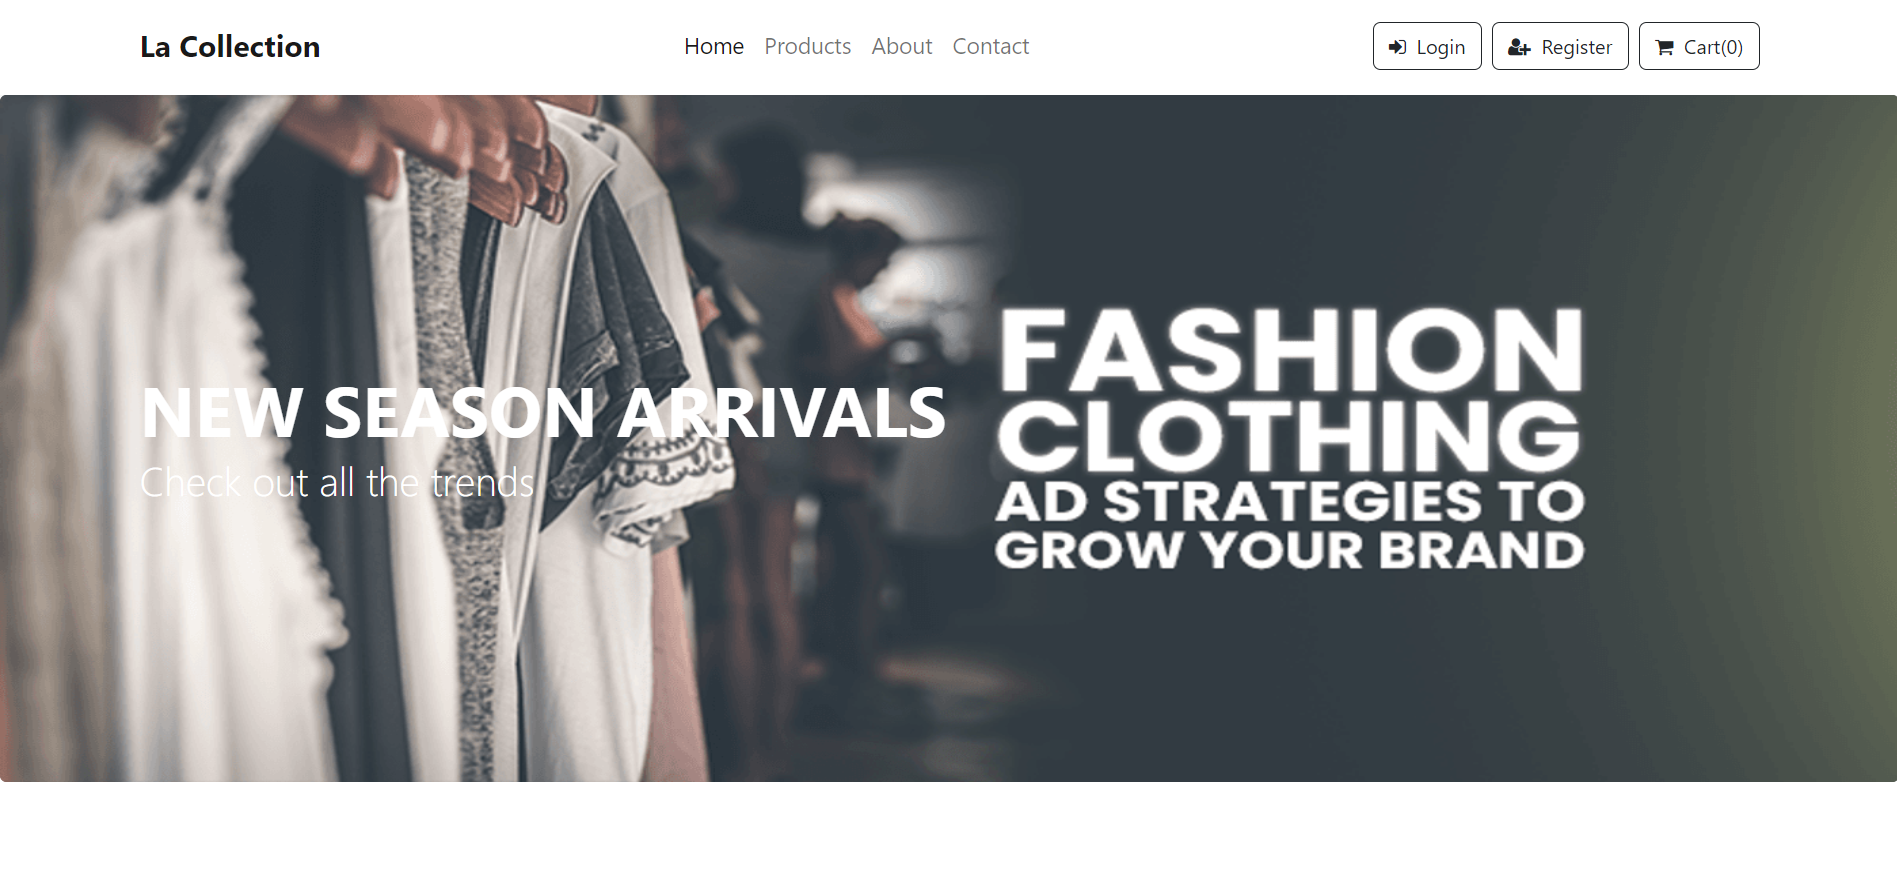 La Collection
Home Products About Contact
Login Register Cart(0)
NEW SEASON ARRIVALS
Check out all the trends
FASHION
CLOTHING
AD STRATEGIES TO
GROW YOUR BRAND